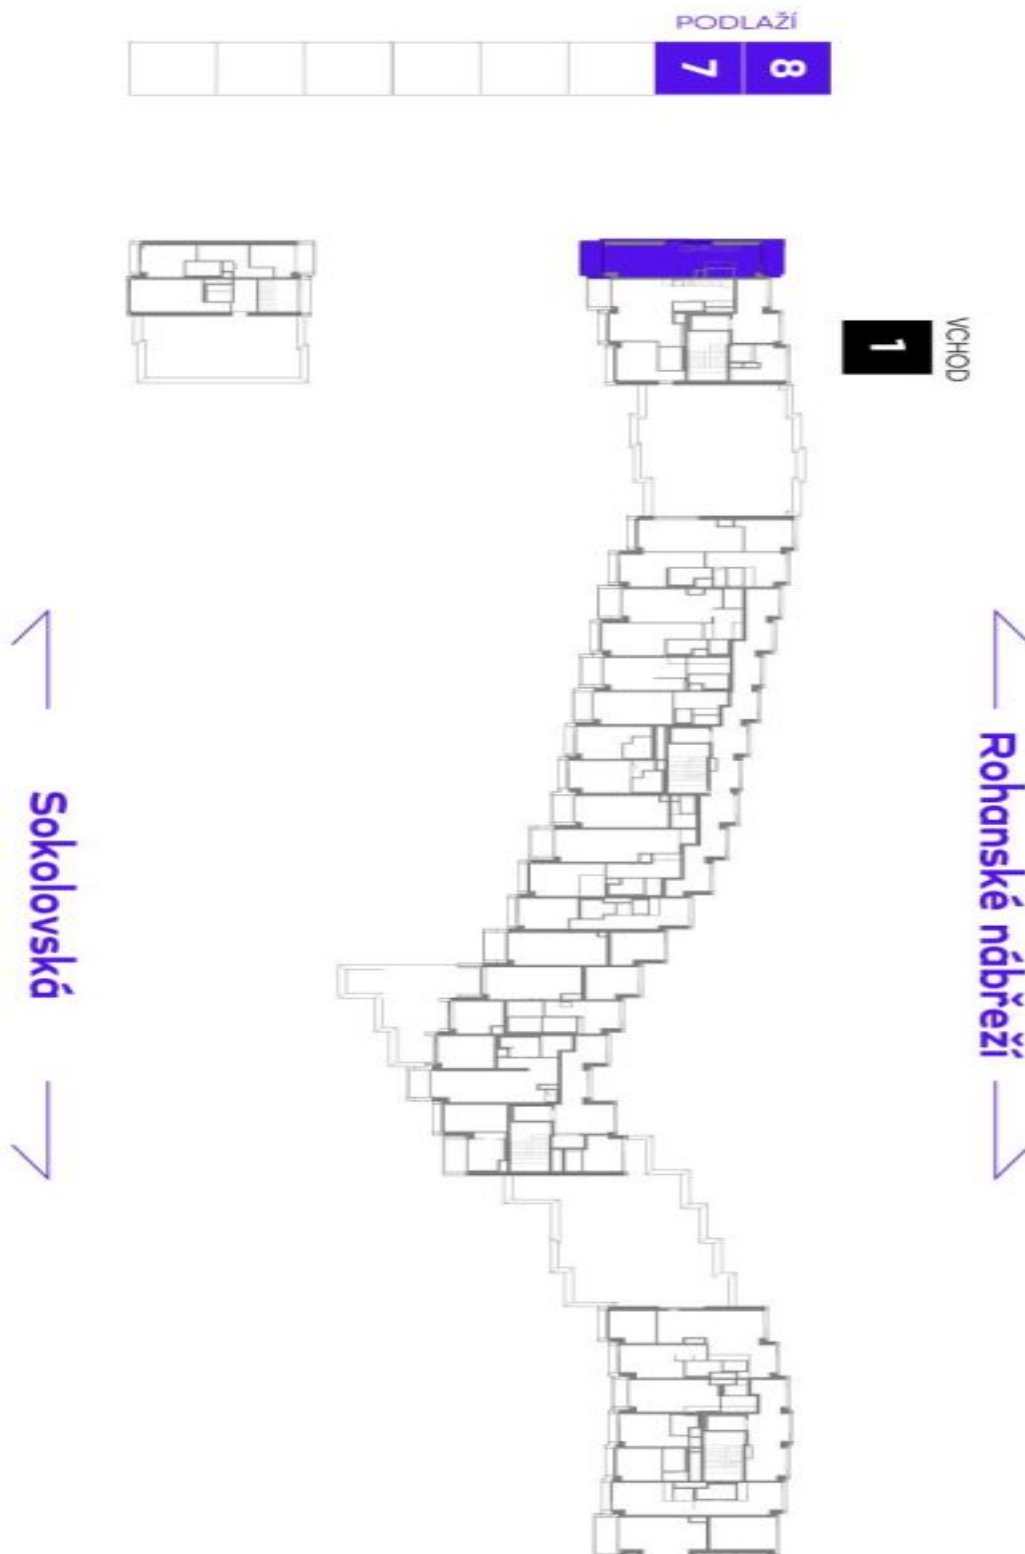 PODLAŽÍ
7 8
VCHOD
1
Rohanské nábřeží
Sokolovská